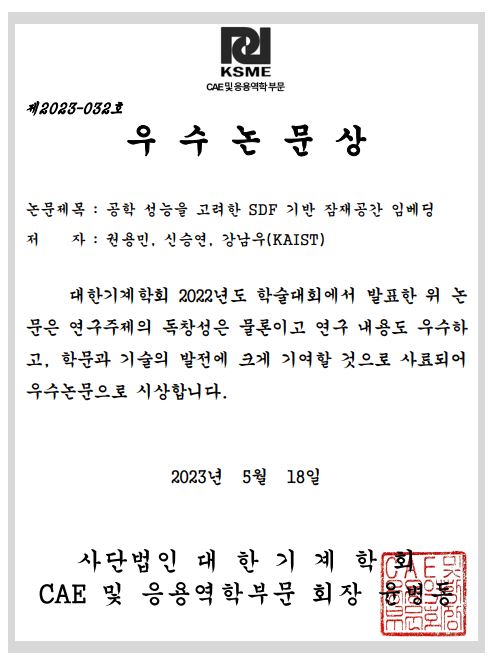 KSME
CAE 및 응용역학 부문
제2023-032호
우 수 논 문 상
논문제목 : 공학 성능을 고려한 SDF 기반 잠재공간 임베딩
저 자 : 권용민, 신승연, 강남우(KAIST)
대한기계학회 2022년도 학술대회에서 발표한 위 논
문은 연구주제의 독창성은 물론이고 연구 내용도 우수하
고, 학문과 기술의 발전에 크게 기여할 것으로 사료되어
우수논문으로 시상합니다.
2023년 5월 18일
사단법인 대 한 기 계 학 회
CAE 및 응용역학부문 회장 윤병동